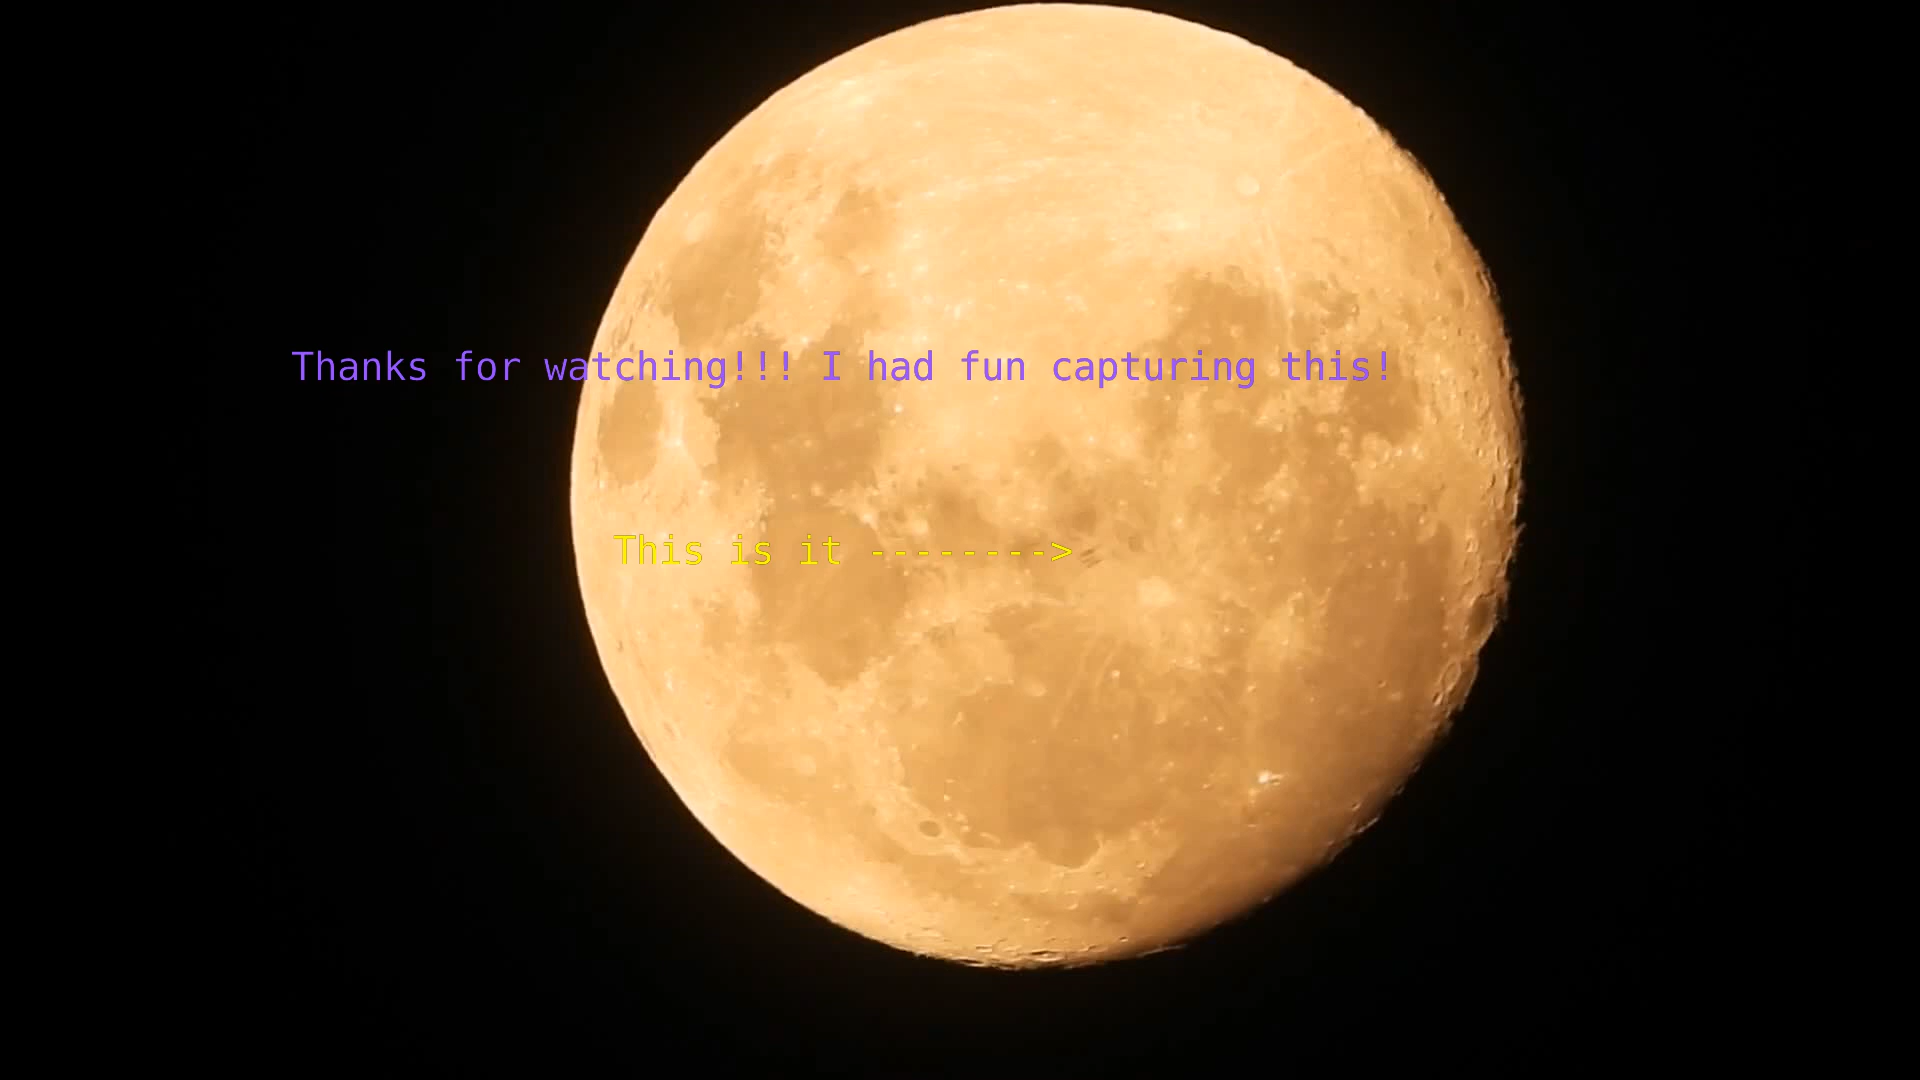 Thanks for watching!!! I had fun capturing this!
This is it -------->